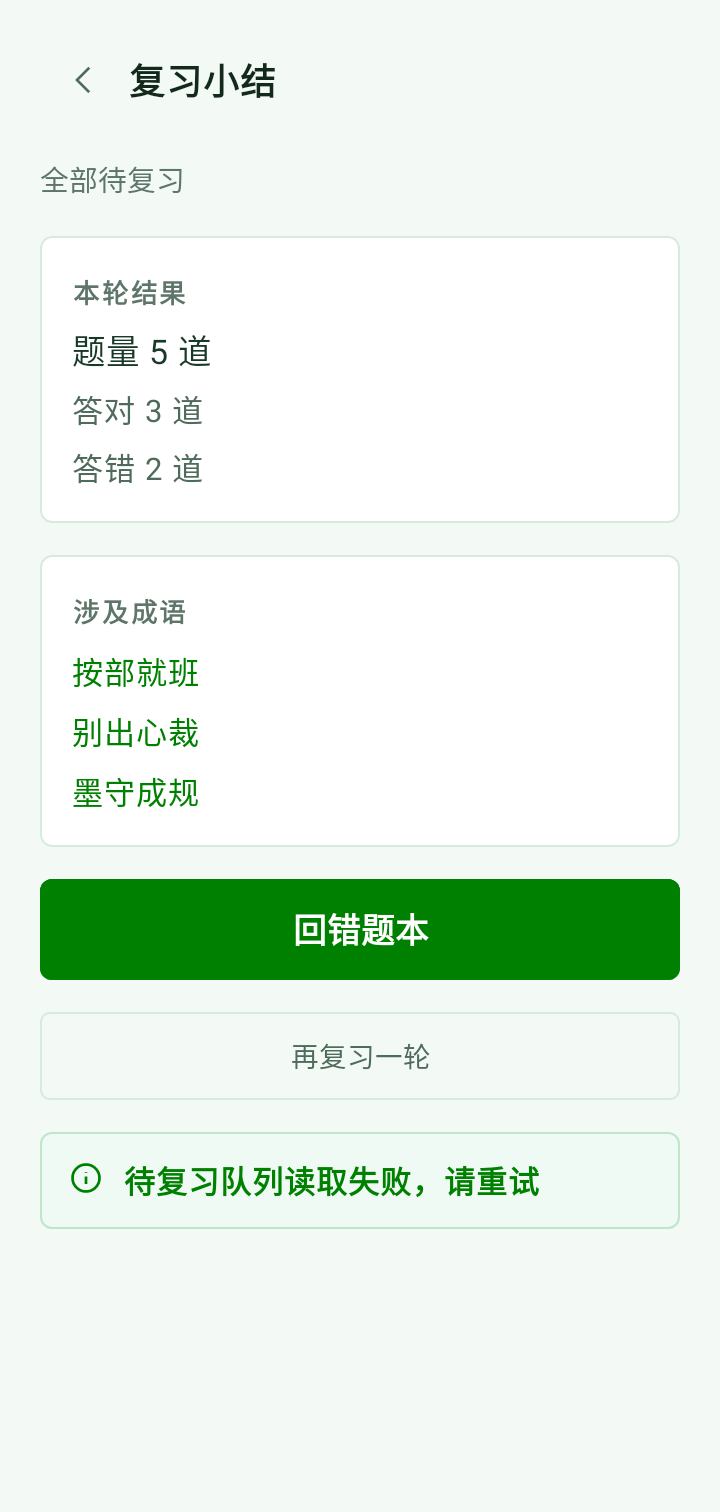 复习小结
全部待复习
本轮结果
题量 5 道
答对 3 道
答错 2 道
涉及成语
按部就班
别出心裁
墨守成规
回错题本
再复习一轮
待复习队列读取失败，请重试